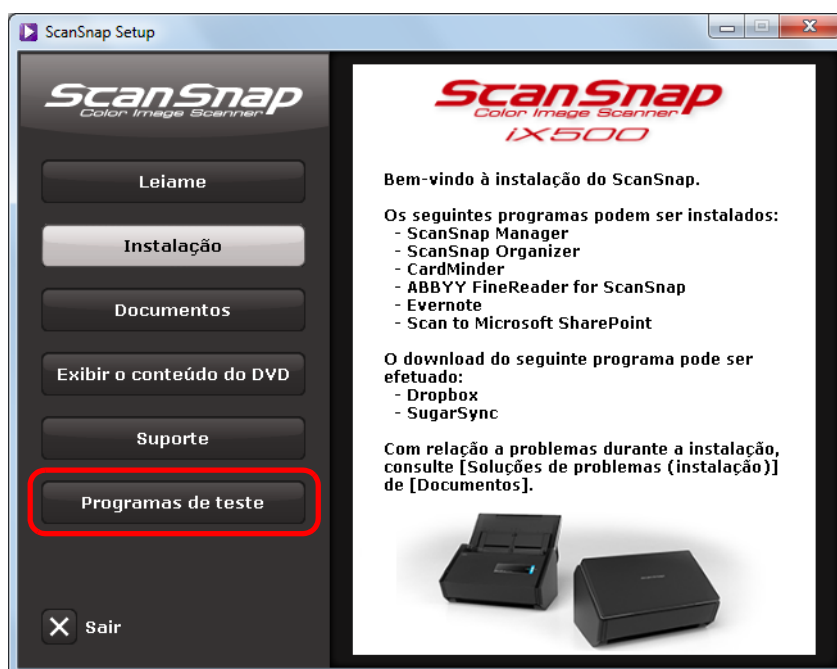 ScanSnap Setup
ScanSnap
Color Image Scanner
Leiame
Instalação
Documentos
Exibir o conteúdo do DVD
Suporte
Programas de teste
Sair
ScanSnap
Color Image Scanner
iX500
Bem-vindo à instalação do ScanSnap.
Os seguintes programas podem ser instalados:
- ScanSnap Manager
- ScanSnap Organizer
- CardMinder
- ABBYY FineReader for ScanSnap
- Evernote
- Scan to Microsoft SharePoint
O download do seguinte programa pode ser
efetuado:
- Dropbox
- SugarSync
Com relação a problemas durante a instalação,
consulte [Soluções de problemas (instalação)]
de [Documentos].